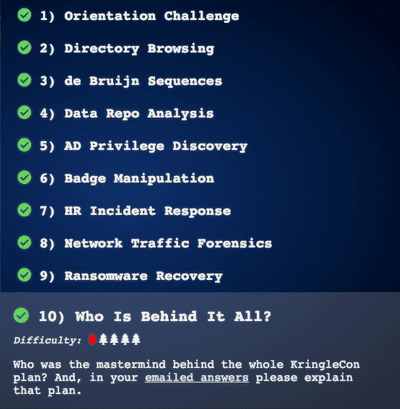 1) Orientation Challenge
2) Directory Browsing
3) de Bruijn Sequences
4) Data Repo Analysis
5) AD Privilege Discovery
6) Badge Manipulation
7) HR Incident Response
8) Network Traffic Forensics
9) Ransomware Recovery
10) Who Is Behind It All?
Difficulty:
Who was the mastermind behind the whole KringleCon
plan? And, in your emailed answers please explain
that plan.